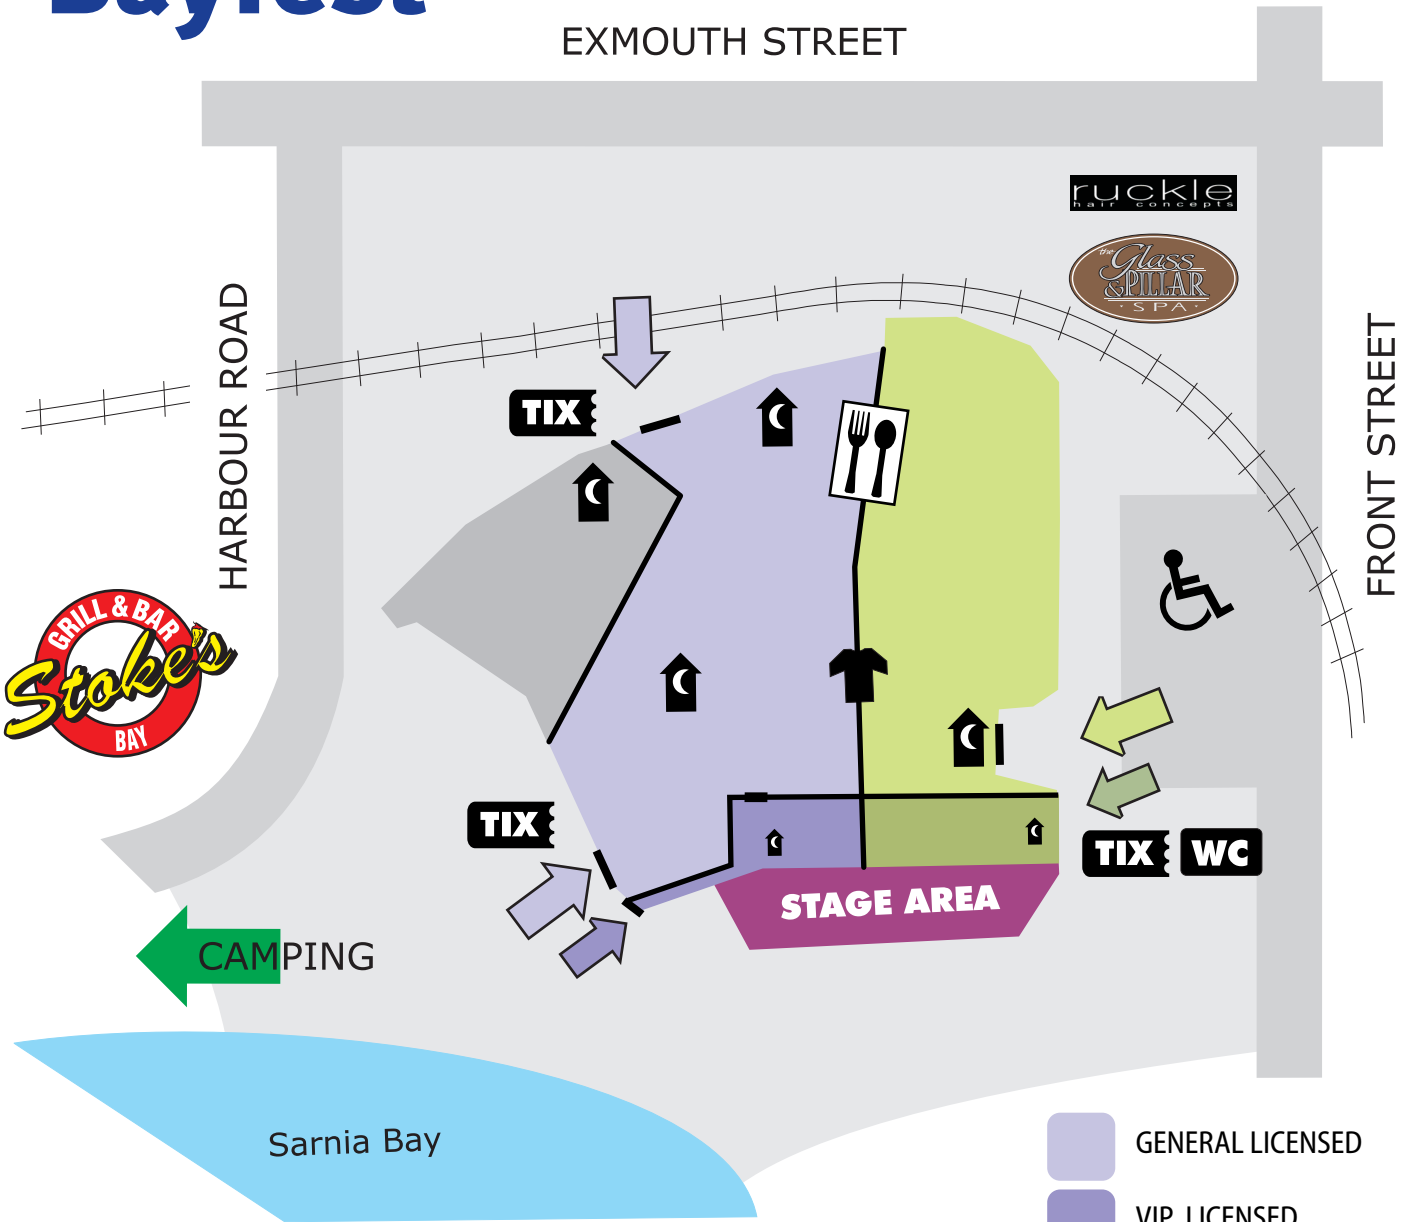 Bayfest
EXMOUTH STREET
ruckle
hair concepts
the
Glass
& PILLAR
· SPA ·
HARBOUR ROAD
FRONT STREET
TIX
GRILL & BAR
Stoke's
BAY
TIX
TIX
WC
STAGE AREA
CAMPING
Sarnia Bay
GENERAL LICENSED
VIP LICENSED